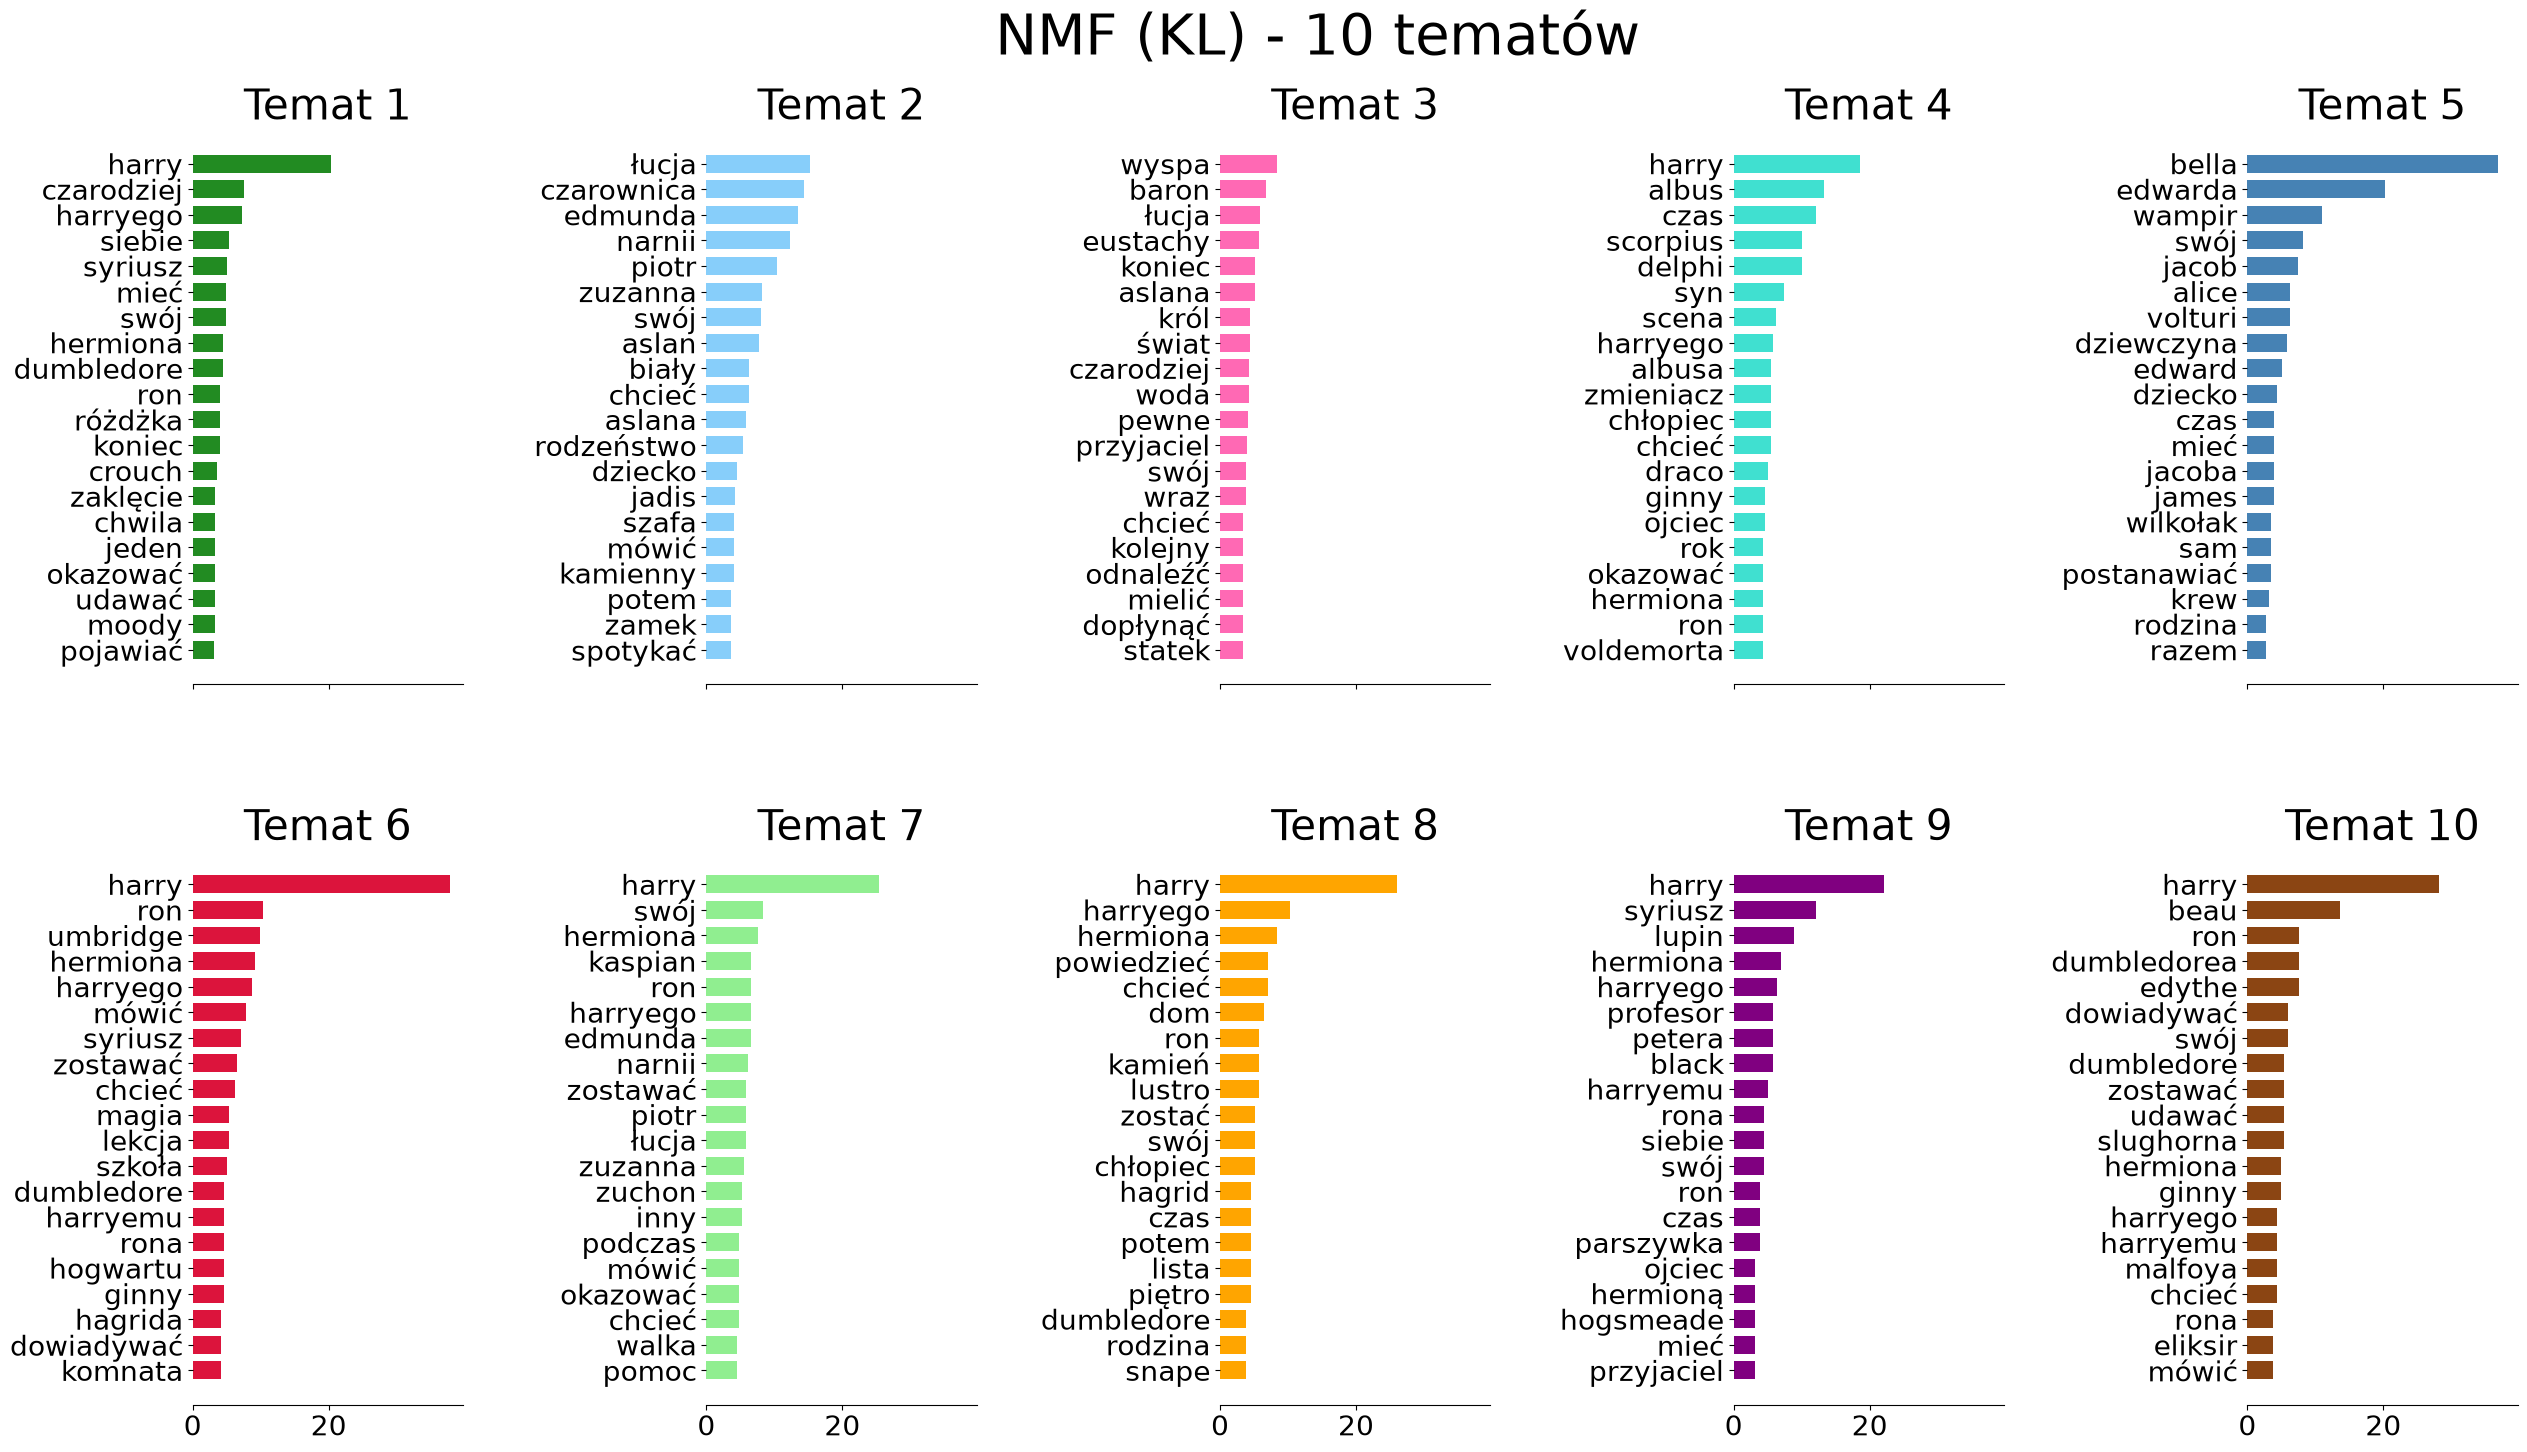 NMF (KL) - 10 tematów
Temat 1
harry
czarodziej
harryego
siebie
syriusz
mieć
swój
hermiona
dumbledore
ron
różdżka
koniec
crouch
zaklęcie
chwila
jeden
okazować
udawać
moody
pojawiać
Temat 2
łucja
czarownica
edmunda
narnii
piotr
zuzanna
swój
aslan
biały
chcieć
aslana
rodzeństwo
dziecko
jadis
szafa
mówić
kamienny
potem
zamek
spotykać
Temat 3
wyspa
baron
łucja
eustachy
koniec
aslana
król
świat
czarodziej
woda
pewne
przyjaciel
swój
wraz
chcieć
kolejny
odnaleźć
mielić
dopłynąć
statek
Temat 4
harry
albus
czas
scorpius
delphi
syn
scena
harryego
albusa
zmieniacz
chłopiec
chcieć
draco
ginny
ojciec
rok
okazować
hermiona
ron
voldemorta
Temat 5
bella
edwarda
wampir
swój
jacob
alice
volturi
dziewczyna
edward
dziecko
czas
mieć
jacoba
james
wilkołak
sam
postanawiać
krew
rodzina
razem
Temat 6
harry
ron
umbridge
hermiona
harryego
mówić
syriusz
zostawać
chcieć
magia
lekcja
szkoła
dumbledore
harryemu
rona
hogwartu
ginny
hagrida
dowiadywać
komnata
0 20
Temat 7
harry
swój
hermiona
kaspian
ron
harryego
edmunda
narnii
zostawać
piotr
łucja
zuzanna
zuchon
inny
podczas
mówić
okazować
chcieć
walka
pomoc
0 20
Temat 8
harry
harryego
hermiona
powiedzieć
chcieć
dom
ron
kamień
lustro
zostać
swój
chłopiec
hagrid
czas
potem
lista
piętro
dumbledore
rodzina
snape
0 20
Temat 9
harry
syriusz
lupin
hermiona
harryego
profesor
petera
black
harryemu
rona
siebie
swój
ron
czas
parszywka
ojciec
hermioną
hogsmeade
mieć
przyjaciel
0 20
Temat 10
harry
beau
ron
dumbledorea
edythe
dowiadywać
swój
dumbledore
zostawać
udawać
slughorna
hermiona
ginny
harryego
harryemu
malfoya
chcieć
rona
eliksir
mówić
0 20